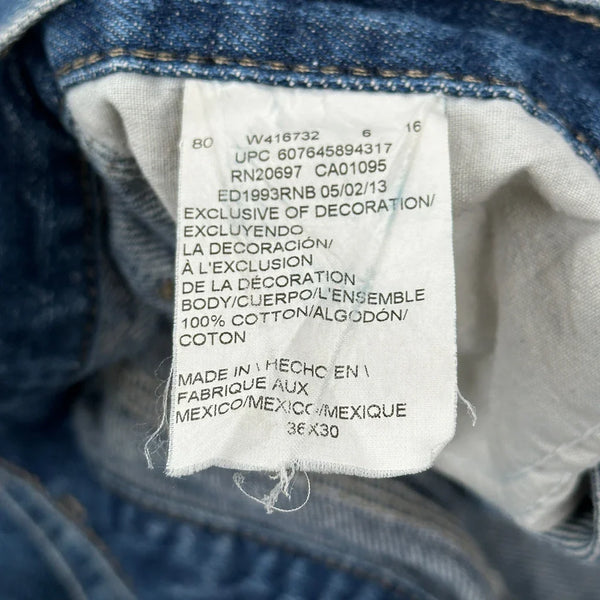 80 W416732 6 16
UPC 607645894317
RN20697 CA01095
ED1993RNB 05/02/13
EXCLUSIVE OF DECORATION/
EXCLUYENDO
LA DECORACIÓN/
À L'EXCLUSION
DE LA DÉCORATION
BODY/CUERPO/L'ENSEMBLE
100% COTTON/ALGODÓN/
COTON
MADE IN \ HECHO EN \
FABRIQUE AUX
MEXICO/MEXICO/MEXIQUE
36X30